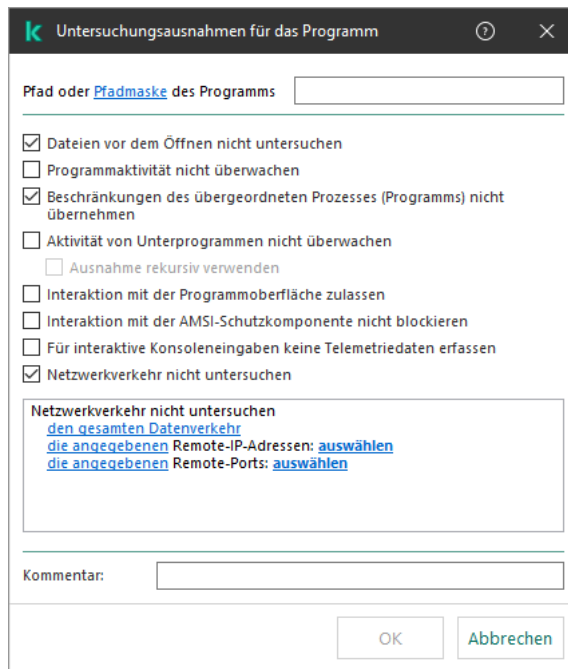 Untersuchungsausnahmen für das Programm
Pfad oder Pfadmaske des Programms
Dateien vor dem Öffnen nicht untersuchen
Programmaktivität nicht überwachen
Beschränkungen des übergeordneten Prozesses (Programms) nicht
übernehmen
Aktivität von Unterprogrammen nicht überwachen
Ausnahme rekursiv verwenden
Interaktion mit der Programmoberfläche zulassen
Interaktion mit der AMSI-Schutzkomponente nicht blockieren
Für interaktive Konsoleneingaben keine Telemetriedaten erfassen
Netzwerkverkehr nicht untersuchen
Netzwerkverkehr nicht untersuchen
den gesamten Datenverkehr
die angegebenen Remote-IP-Adressen: auswählen
die angegebenen Remote-Ports: auswählen
Kommentar:
OK Abbrechen